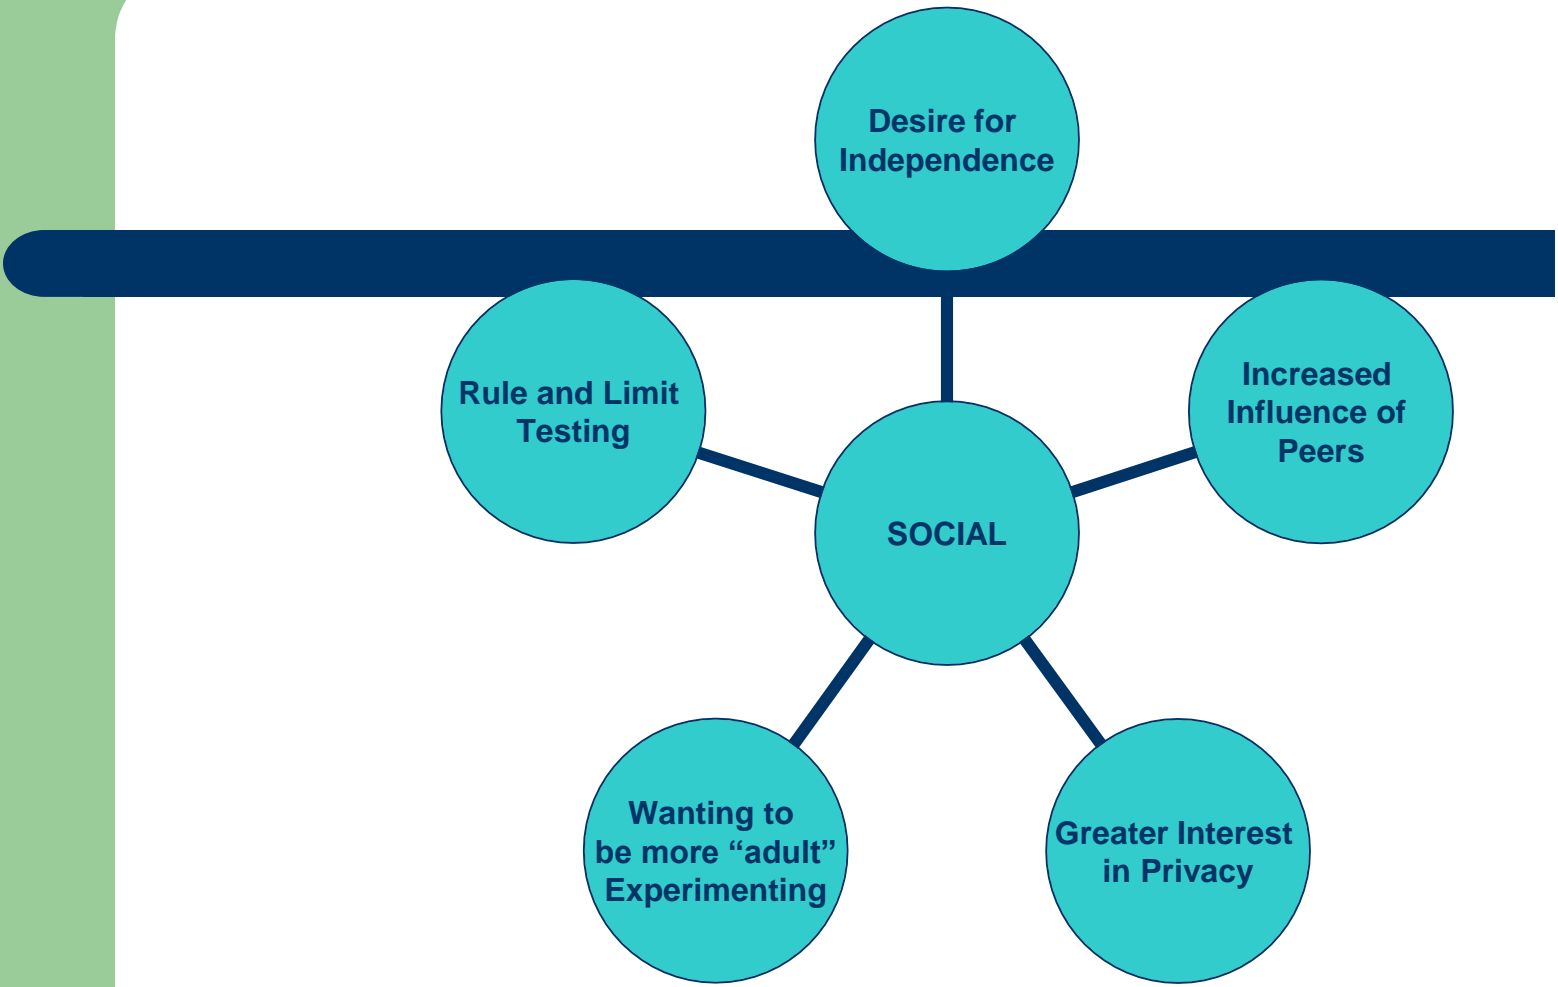 Desire for
Independence
Rule and Limit
Testing
Increased
Influence of
Peers
SOCIAL
Wanting to
be more “adult”
Experimenting
Greater Interest
in Privacy